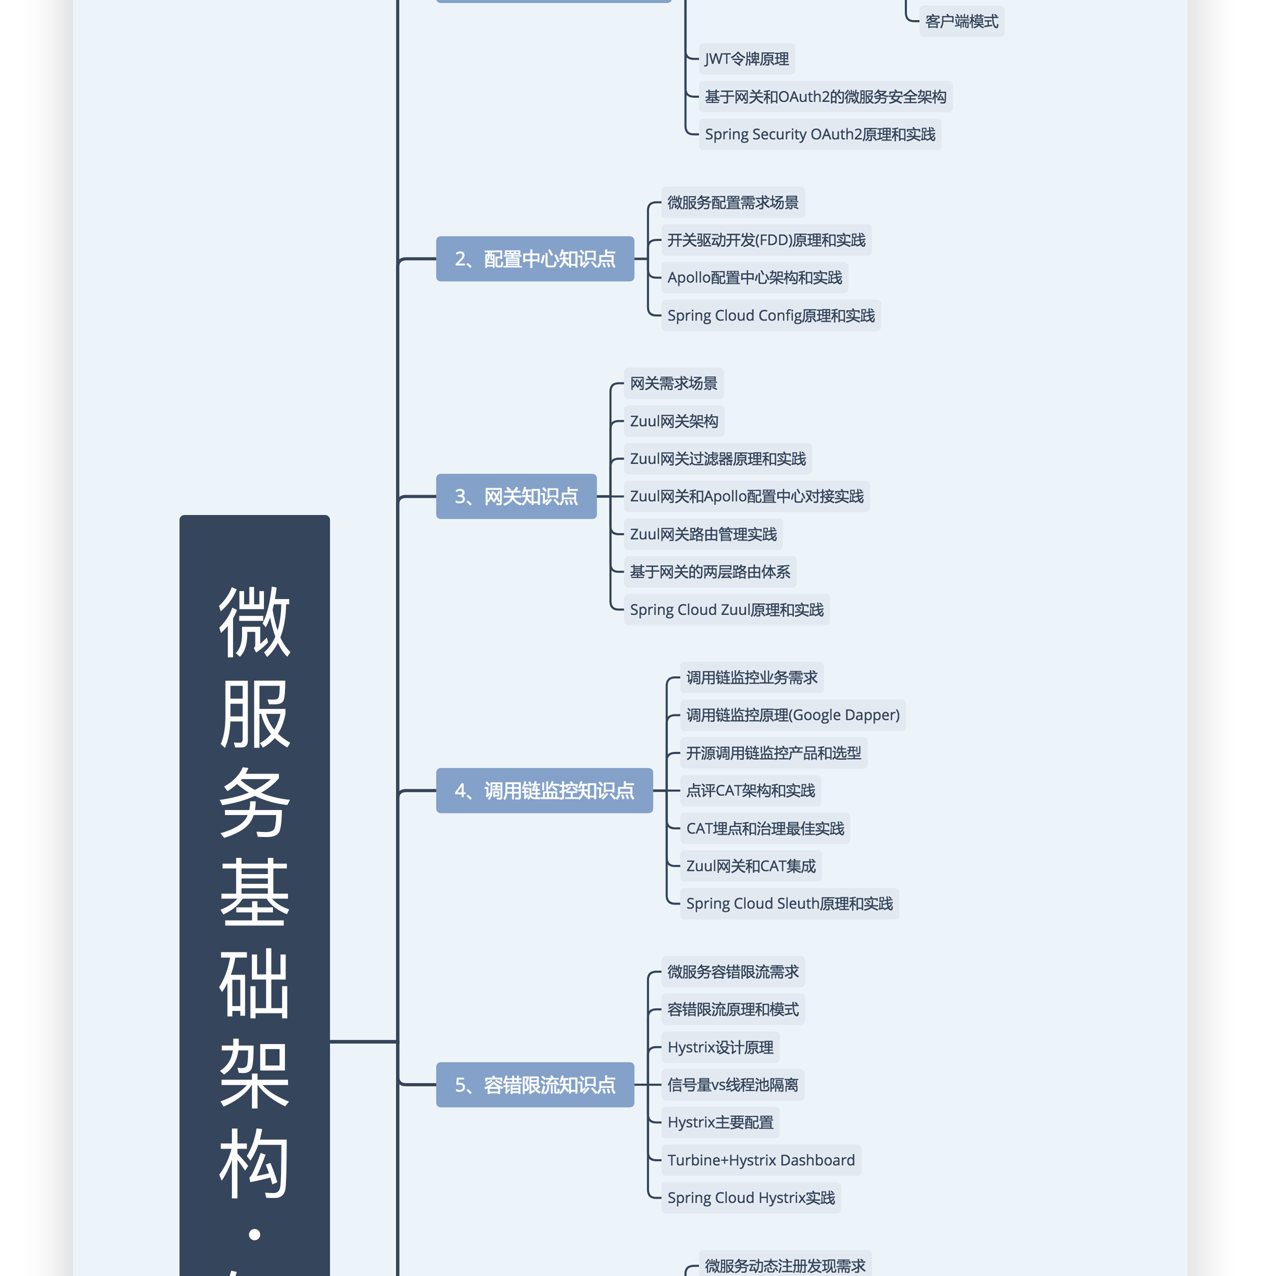 客户端模式
JWT令牌原理
基于网关和OAuth2的微服务安全架构
Spring Security OAuth2原理和实践
2、配置中心知识点
微服务配置需求场景
开关驱动开发(FDD)原理和实践
Apollo配置中心架构和实践
Spring Cloud Config原理和实践
3、网关知识点
网关需求场景
Zuul网关架构
Zuul网关过滤器原理和实践
Zuul网关和Apollo配置中心对接实践
Zuul网关路由管理实践
基于网关的两层路由体系
Spring Cloud Zuul原理和实践
4、调用链监控知识点
调用链监控业务需求
调用链监控原理(Google Dapper)
开源调用链监控产品和选型
点评CAT架构和实践
CAT埋点和治理最佳实践
Zuul网关和CAT集成
Spring Cloud Sleuth原理和实践
5、容错限流知识点
微服务容错限流需求
容错限流原理和模式
Hystrix设计原理
信号量vs线程池隔离
Hystrix主要配置
Turbine+Hystrix Dashboard
Spring Cloud Hystrix实践
微服务动态注册发现需求
微服务基础架构·